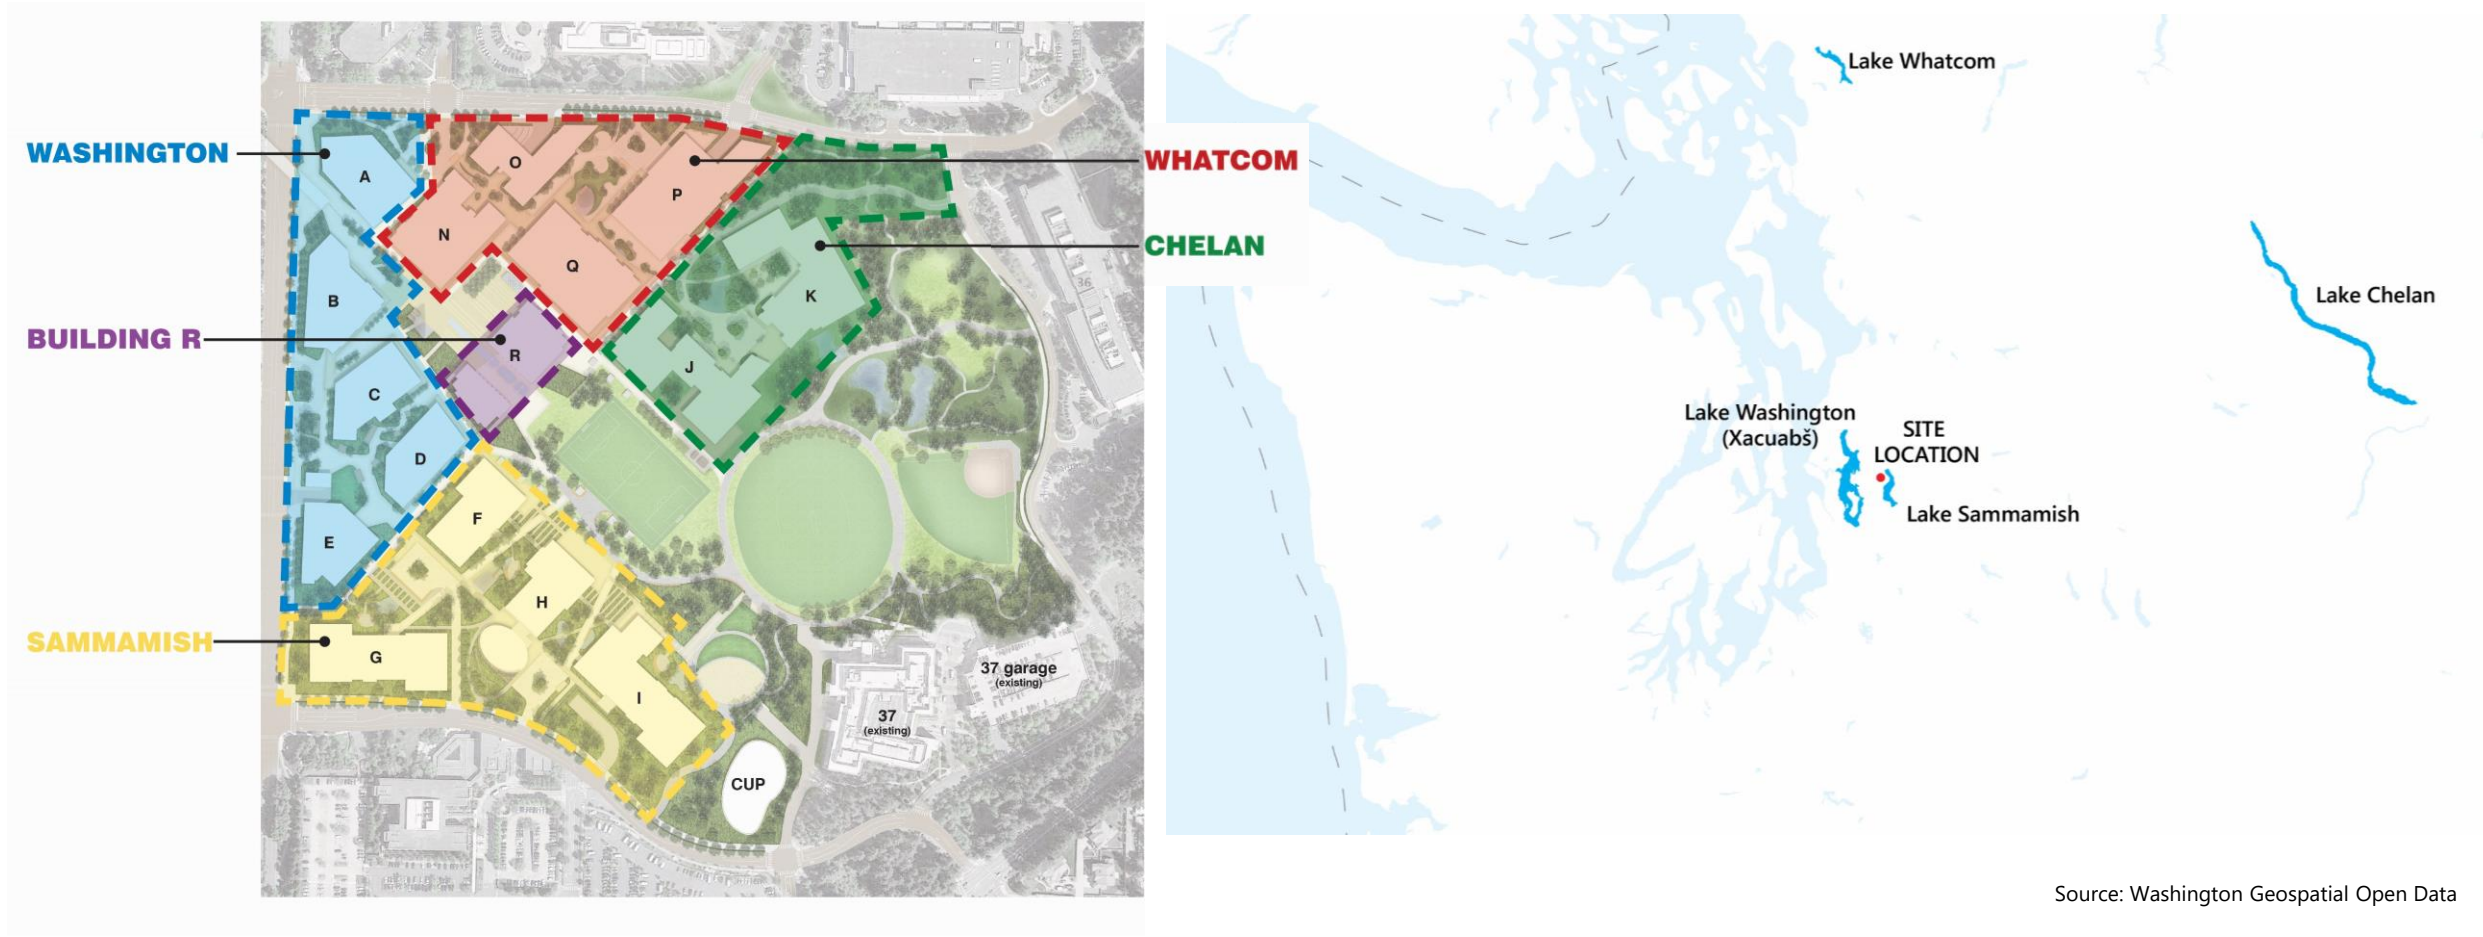 WASHINGTON
BUILDING R
SAMMAMISH
A
B
C
D
E
O
P
N
Q
R
K
J
F
H
G
I
36
37 garage
(existing)
37
(existing)
CUP
WHATCOM
CHELAN
Lake Whatcom
Lake Chelan
Lake Washington
(Xacuabš)
SITE
LOCATION
Lake Sammamish
Source: Washington Geospatial Open Data